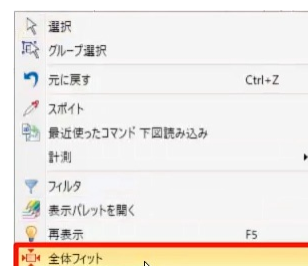 選択
グループ選択
元に戻す Ctrl+Z
スポイト
最近使ったコマンド 下図読み込み
計測
フィルタ
表示パレットを開く
再表示 F5
全体フィット